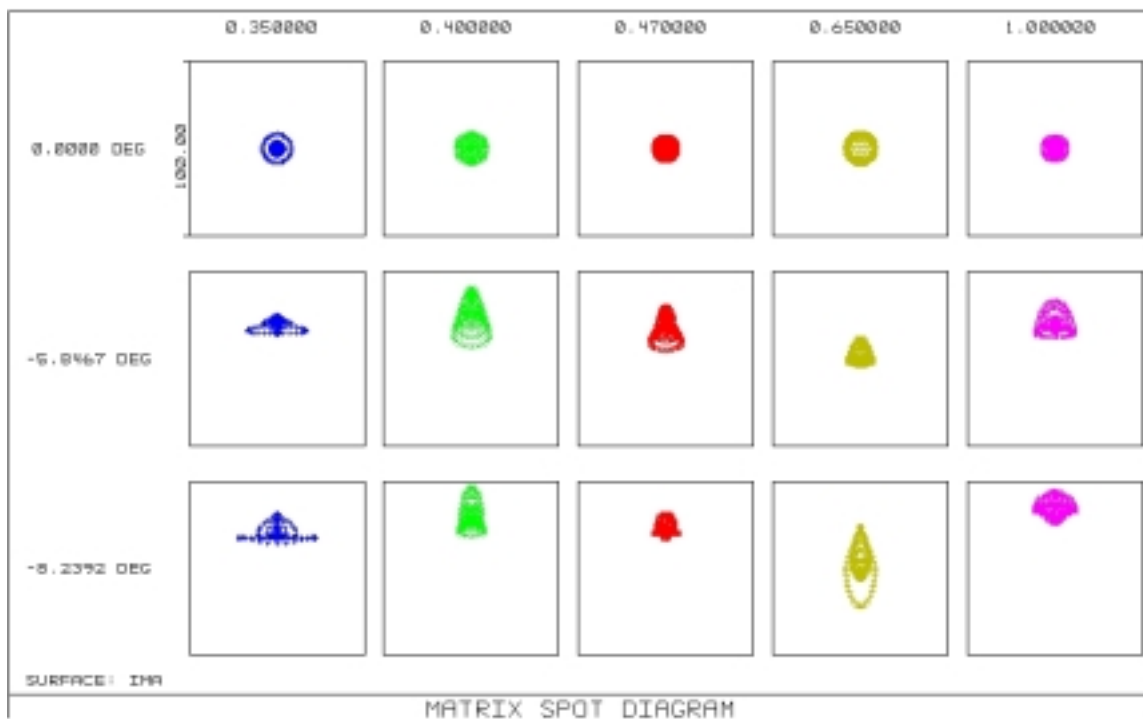 0.350000 0.400000 0.470000 0.650000 1.000000
0.0000 DEG
100.00
-5.8467 DEG
-8.2392 DEG
SURFACE: IMA
MATRIX SPOT DIAGRAM